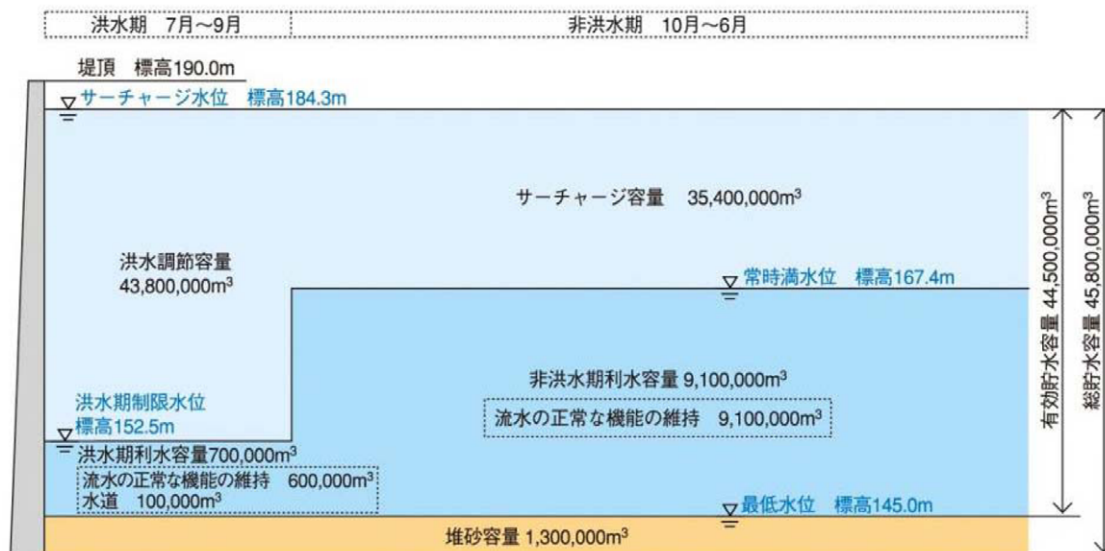 洪水期 7月～9月
非洪水期 10月～6月
堤頂 標高190.0m
サーチャージ水位 標高184.3m
サーチャージ容量 35,400,000m³
洪水調節容量
43,800,000m³
常時満水位 標高167.4m
非洪水期利水容量 9,100,000m³
流水の正常な機能の維持 9,100,000m³
洪水期制限水位
標高152.5m
洪水期利水容量700,000m³
流水の正常な機能の維持 600,000m³
水道 100,000m³
最低水位 標高145.0m
堆砂容量 1,300,000m³
有効貯水容量 44,500,000m³
総貯水容量 45,800,000m³